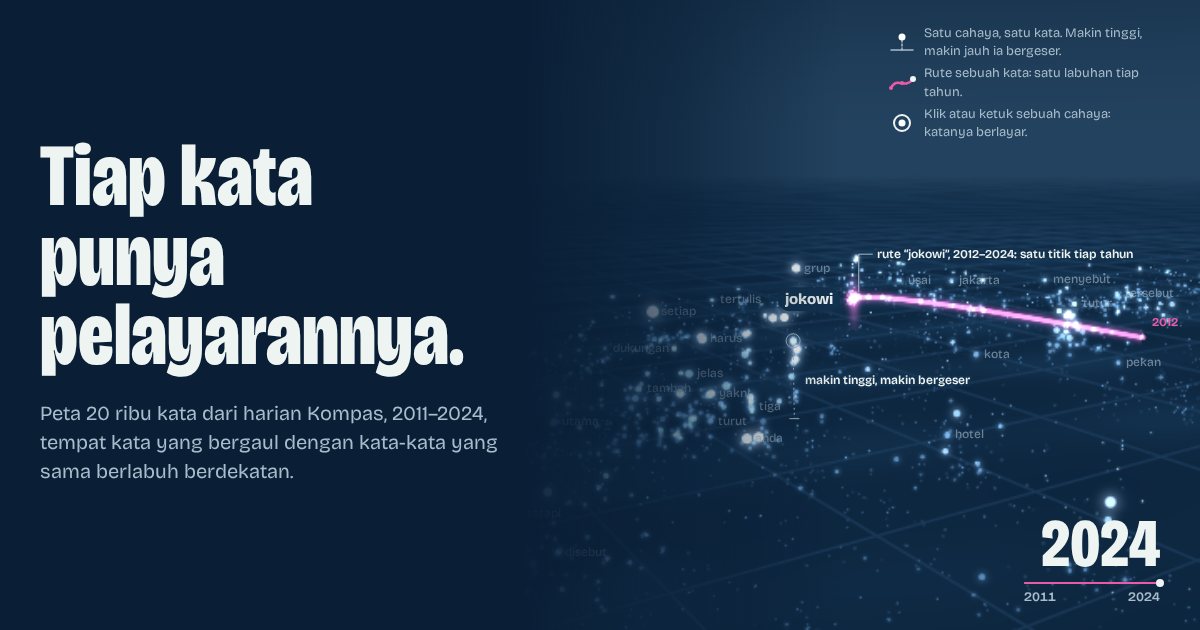 Tiap kata
punya
pelayarannya.
Peta 20 ribu kata dari harian Kompas, 2011–2024,
tempat kata yang bergaul dengan kata-kata yang
sama berlabuh berdekatan.
Satu cahaya, satu kata. Makin tinggi,
makin jauh ia bergeser.
Rute sebuah kata: satu labuhan tiap
tahun.
Klik atau ketuk sebuah cahaya:
katanya berlayar.
rute “jokowi”, 2012–2024: satu titik tiap tahun
grup
usai
jakarta
menyebut
tersebut
tertulis
jokowi
setiap
rutur
2012
harus
dukungan
kota
pekan
jelas
makin tinggi, makin bergeser
tambah
yakni
tiga
utama
turut
anda
hotel
disebut
2024
2011
2024